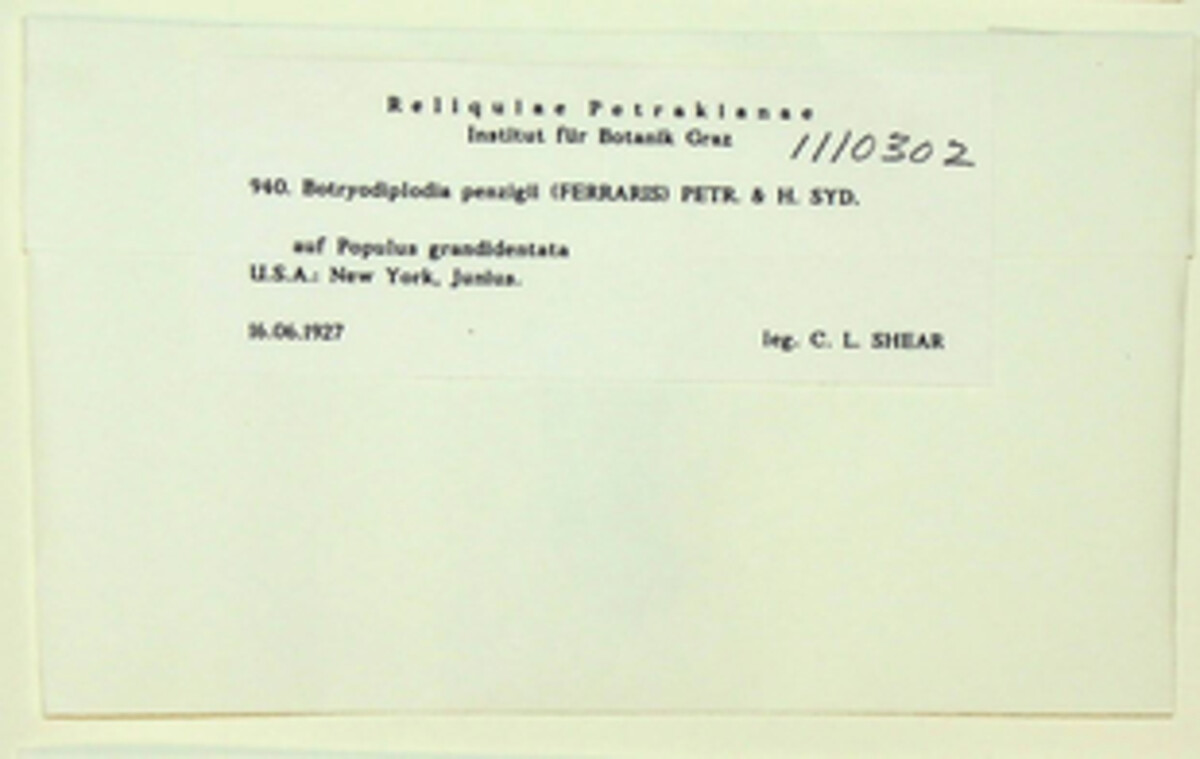 Reliquiae Petrakianae
Institut für Botanik Graz
1110302
940. Botryodiplodia penzigii (FERRARIS) PETR. & H. SYD.
auf Populus grandidentata
U.S.A.: New York, Junius.
16.06.1927
leg. C. L. SHEAR